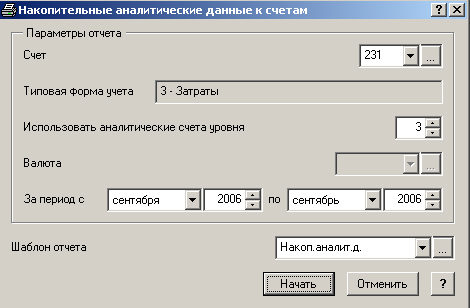 Накопительные аналитические данные к счетам ? ×
Параметры отчета
Счет 231 ...
Типовая форма учета 3 - Затраты
Использовать аналитические счета уровня 3
Валюта ...
За период с сентября 2006 по сентябрь 2006
Шаблон отчета Накоп.аналит.д. ...
Начать Отменить ?